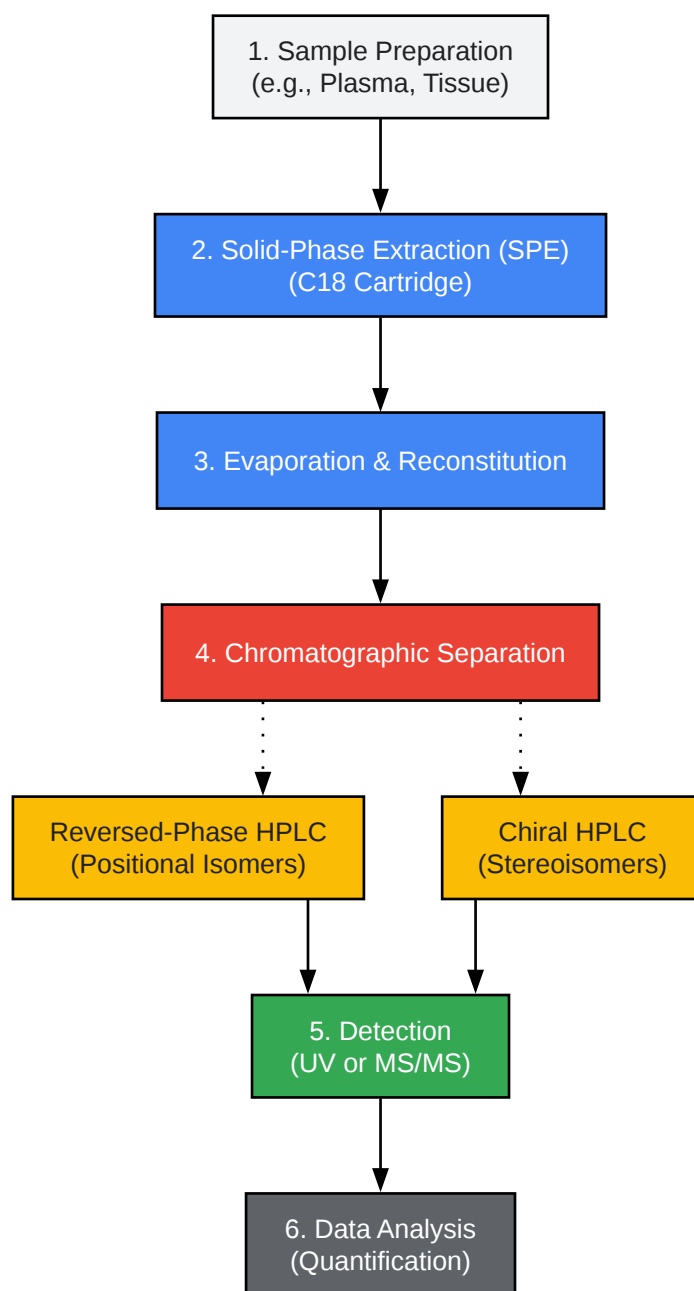 1. Sample Preparation
(e.g., Plasma, Tissue)
2. Solid-Phase Extraction (SPE)
(C18 Cartridge)
3. Evaporation & Reconstitution
4. Chromatographic Separation
Reversed-Phase HPLC
(Positional Isomers)
Chiral HPLC
(Stereoisomers)
5. Detection
(UV or MS/MS)
6. Data Analysis
(Quantification)